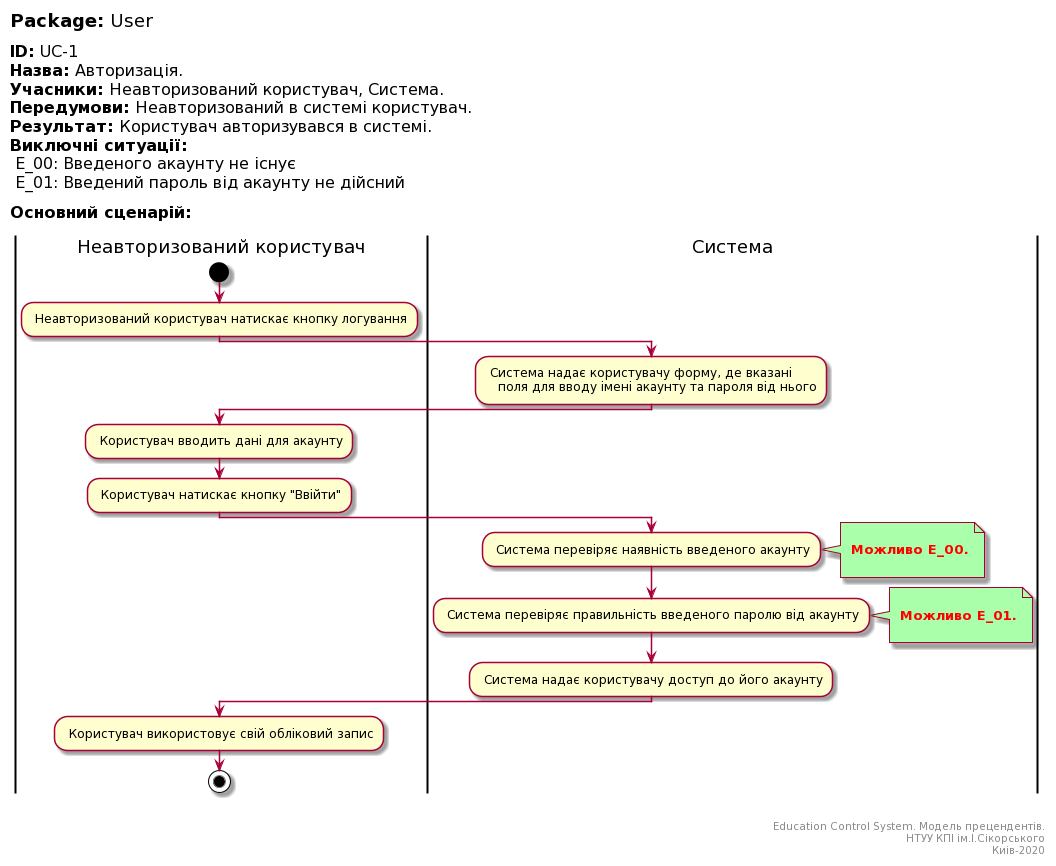 Package: User
ID: UC-1
Назва: Авторизація.
Учасники: Неавторизований користувач, Система.
Передумови: Неавторизований в системі користувач.
Результат: Користувач авторизувався в системі.
Виключні ситуації:
E_00: Введеного акаунту не існує
E_01: Введений пароль від акаунту не дійсний
Основний сценарій:
Неавторизований користувач
Система
Неавторизований користувач натискає кнопку логування
Система надає користувачу форму, де вказані
поля для вводу імені акаунту та пароля від нього
Користувач вводить дані для акаунту
Користувач натискає кнопку "Ввійти"
Система перевіряє наявність введеного акаунту
Можливо E_00.
Система перевіряє правильність введеного паролю від акаунту
Можливо E_01.
Система надає користувачу доступ до його акаунту
Користувач використовує свій обліковий запис
Education Control System. Модель прецендентів.
НТУУ КПІ ім.І.Сікорського
Киів-2020